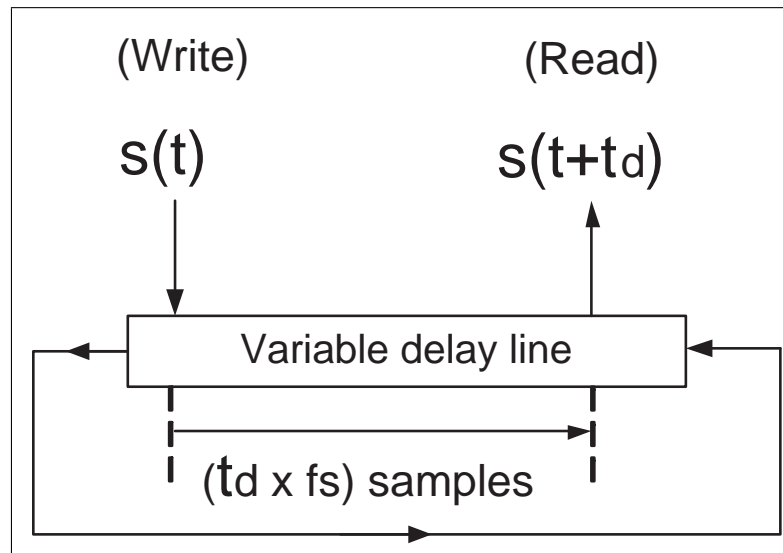 (Write) (Read)
s(t) s(t+td)
Variable delay line
(td x fs) samples